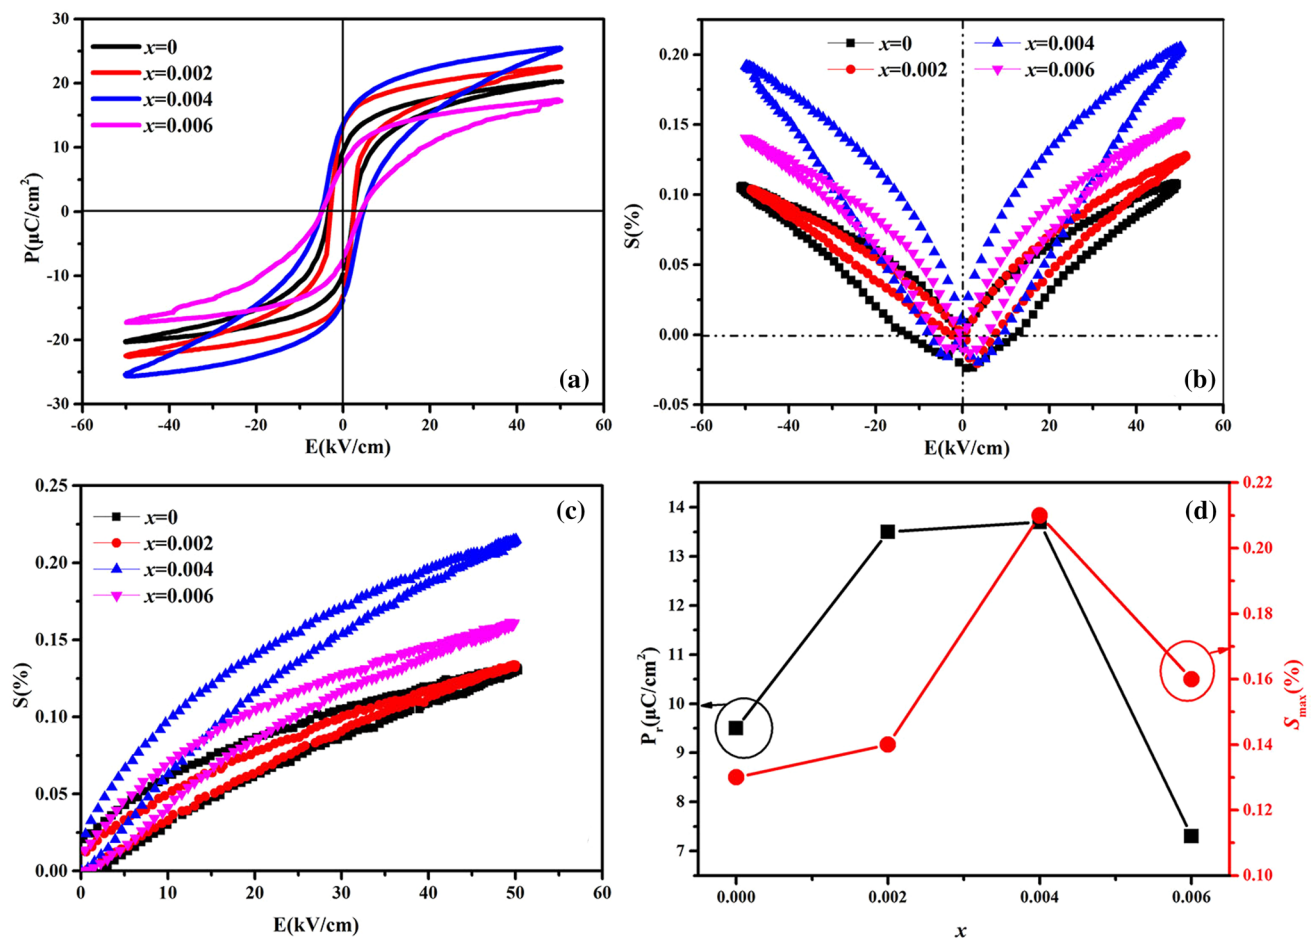 30
20
10
0
-10
-20
-30
P(μC/cm²)
x=0
x=0.002
x=0.004
x=0.006
(a)
-60 -40 -20 0 20 40 60
E(kV/cm)
0.20
0.15
0.10
0.05
0.00
-0.05
S(%)
x=0 x=0.004
x=0.002 x=0.006
(b)
-60 -40 -20 0 20 40 60
E(kV/cm)
0.25
0.20
0.15
0.10
0.05
0.00
S(%)
x=0
x=0.002
x=0.004
x=0.006
(c)
0 10 20 30 40 50 60
E(kV/cm)
14
13
12
11
10
9
8
7
Pr(μC/cm²)
(d)
0.22
0.20
0.18
0.16
0.14
0.12
0.10
Smax(%)
0.000 0.002 0.004 0.006
x